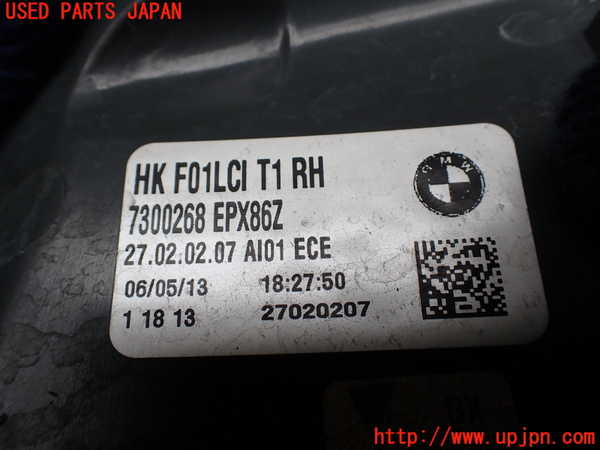 USED PARTS JAPAN
HK F01LCI T1 RH
BMW
7300268 EPX86Z
27.02.02.07 AI01 ECE
06/05/13 18:27:50
1 18 13 27020207
http://www.upjpn.com/